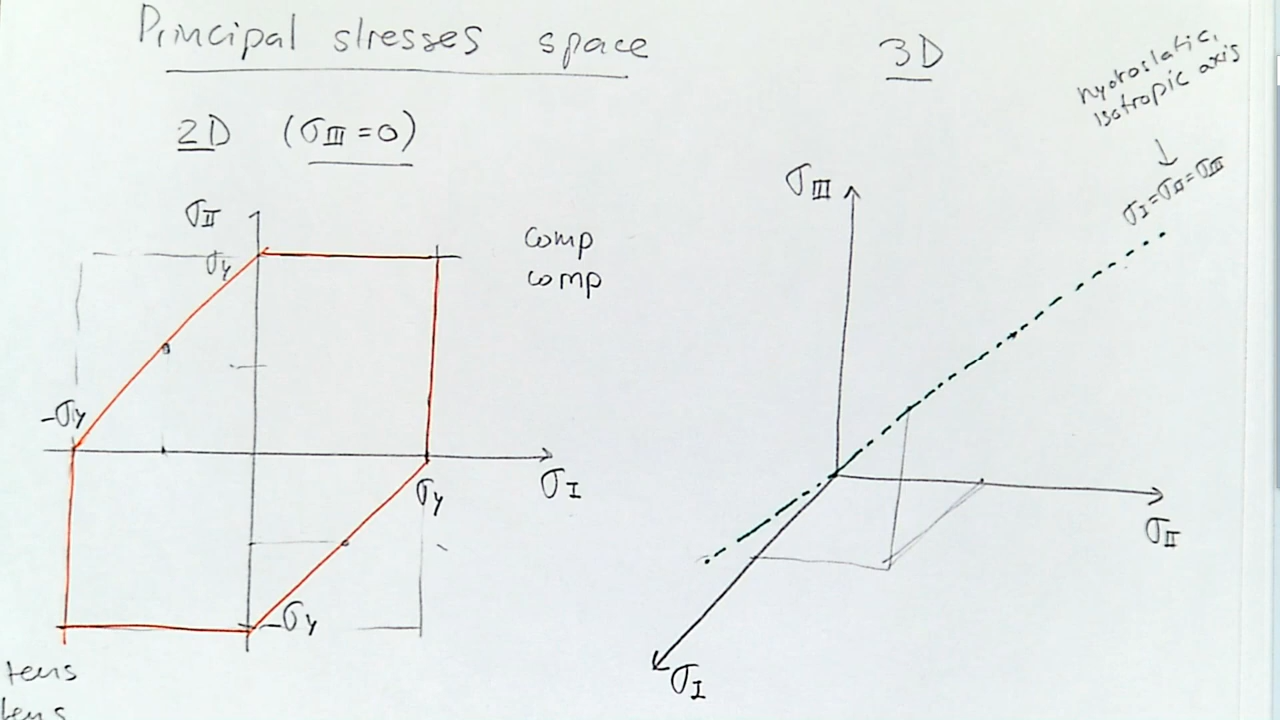 Principal stresses space
2D (σIII=0)
σII
σy
comp
comp
-σy
σI
σy
-σy
tens
tens
3D
hydrostatic,
isotropic axis
↓
σI=σII=σIII
σIII
σII
σI